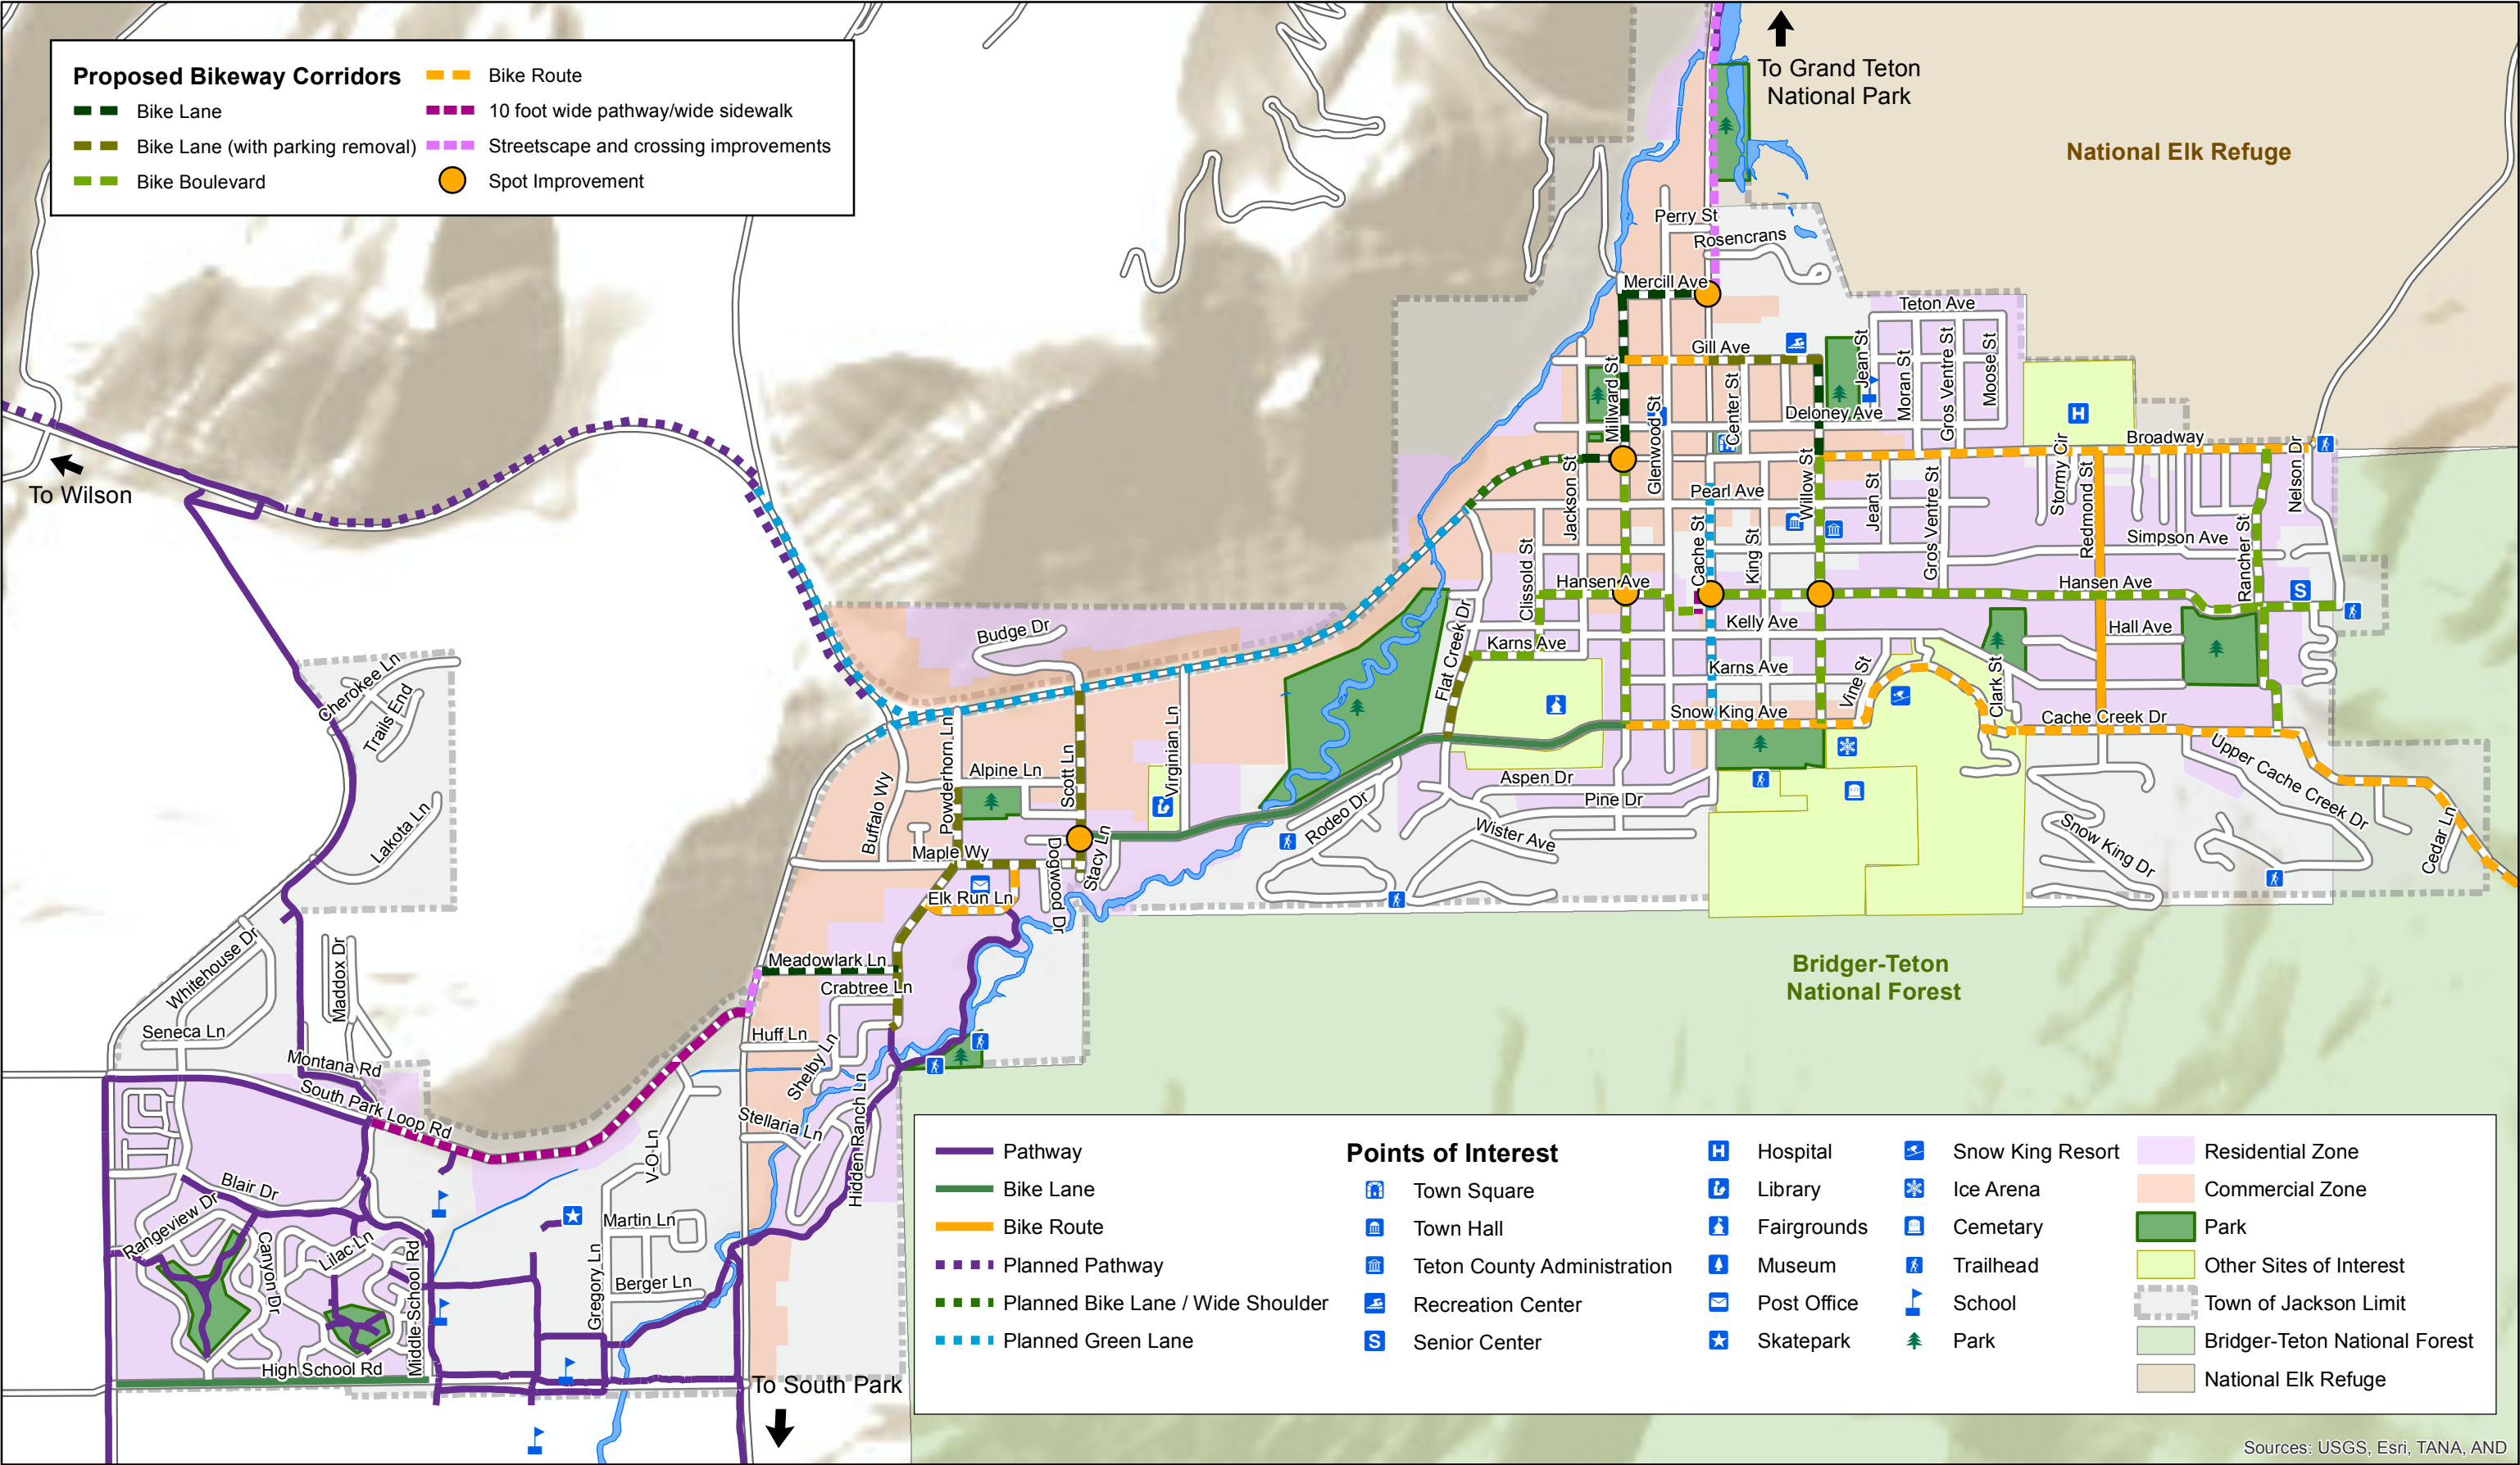 Proposed Bikeway Corridors
Bike Lane
Bike Lane (with parking removal)
Bike Boulevard
Bike Route
10 foot wide pathway/wide sidewalk
Streetscape and crossing improvements
Spot Improvement
To Grand Teton
National Park
National Elk Refuge
Perry St
Rosencrans
Mercill Ave
Teton Ave
Gill Ave
Jean St
Moran St
Gros Ventre St
Moose St
Millward St
Glenwood St
Center St
Deloney Ave
H
Broadway
To Wilson
Jackson St
Pearl Ave
Willow St
Jean St
Gros Ventre St
Stormy Cir
Redmond St
Nelson Dr
Rancher St
Simpson Ave
Clissold St
Cache St
King St
Hansen Ave
Hansen Ave
S
Budge Dr
Flat Creek Dr
Karns Ave
Kelly Ave
Karns Ave
Hall Ave
Vine St
Clark St
Cherokee Ln
Trails End
Powderhorn Ln
Scott Ln
Virginian Ln
Snow King Ave
Cache Creek Dr
Upper Cache Creek Dr
Alpine Ln
Aspen Dr
Pine Dr
Buffalo Wy
Lakota Ln
Rodeo Dr
Wister Ave
Snow King Dr
Cedar Ln
Maple Wy
Dogwood Dr
Stacy Ln
Elk Run Ln
Whitehouse Dr
Maddox Dr
Meadowlark Ln
Crabtree Ln
Bridger-Teton
National Forest
Seneca Ln
Montana Rd
South Park Loop Rd
Huff Ln
Shelby Ln
Stellaria Ln
Hidden Ranch Ln
V-O-Ln
Blair Dr
Rangeview Dr
Canyon Dr
Lilac Ln
Middle School Rd
Martin Ln
Gregory Ln
Berger Ln
High School Rd
To South Park
Pathway
Bike Lane
Bike Route
Planned Pathway
Planned Bike Lane / Wide Shoulder
Planned Green Lane
Points of Interest
Town Square
Town Hall
Teton County Administration
Recreation Center
S Senior Center
H Hospital
Library
Fairgrounds
Museum
Post Office
Skatepark
Snow King Resort
Ice Arena
Cemetary
Trailhead
School
Park
Residential Zone
Commercial Zone
Park
Other Sites of Interest
Town of Jackson Limit
Bridger-Teton National Forest
National Elk Refuge
Sources: USGS, Esri, TANA, AND